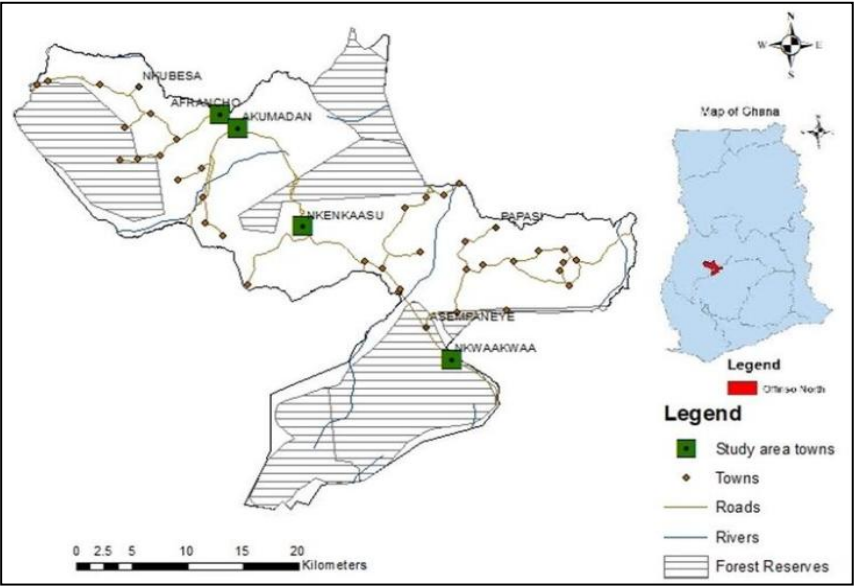 N
W E
S
NKUBESA
AFRANCHO
AKUMADAN
Map of Ghana
NKENKAASU
PAPASI
ASEMPANEYE
NKWAAKWAA
Legend
Offinso North
Legend
Study area towns
Towns
Roads
Rivers
Forest Reserves
0 2.5 5 10 15 20
Kilometers